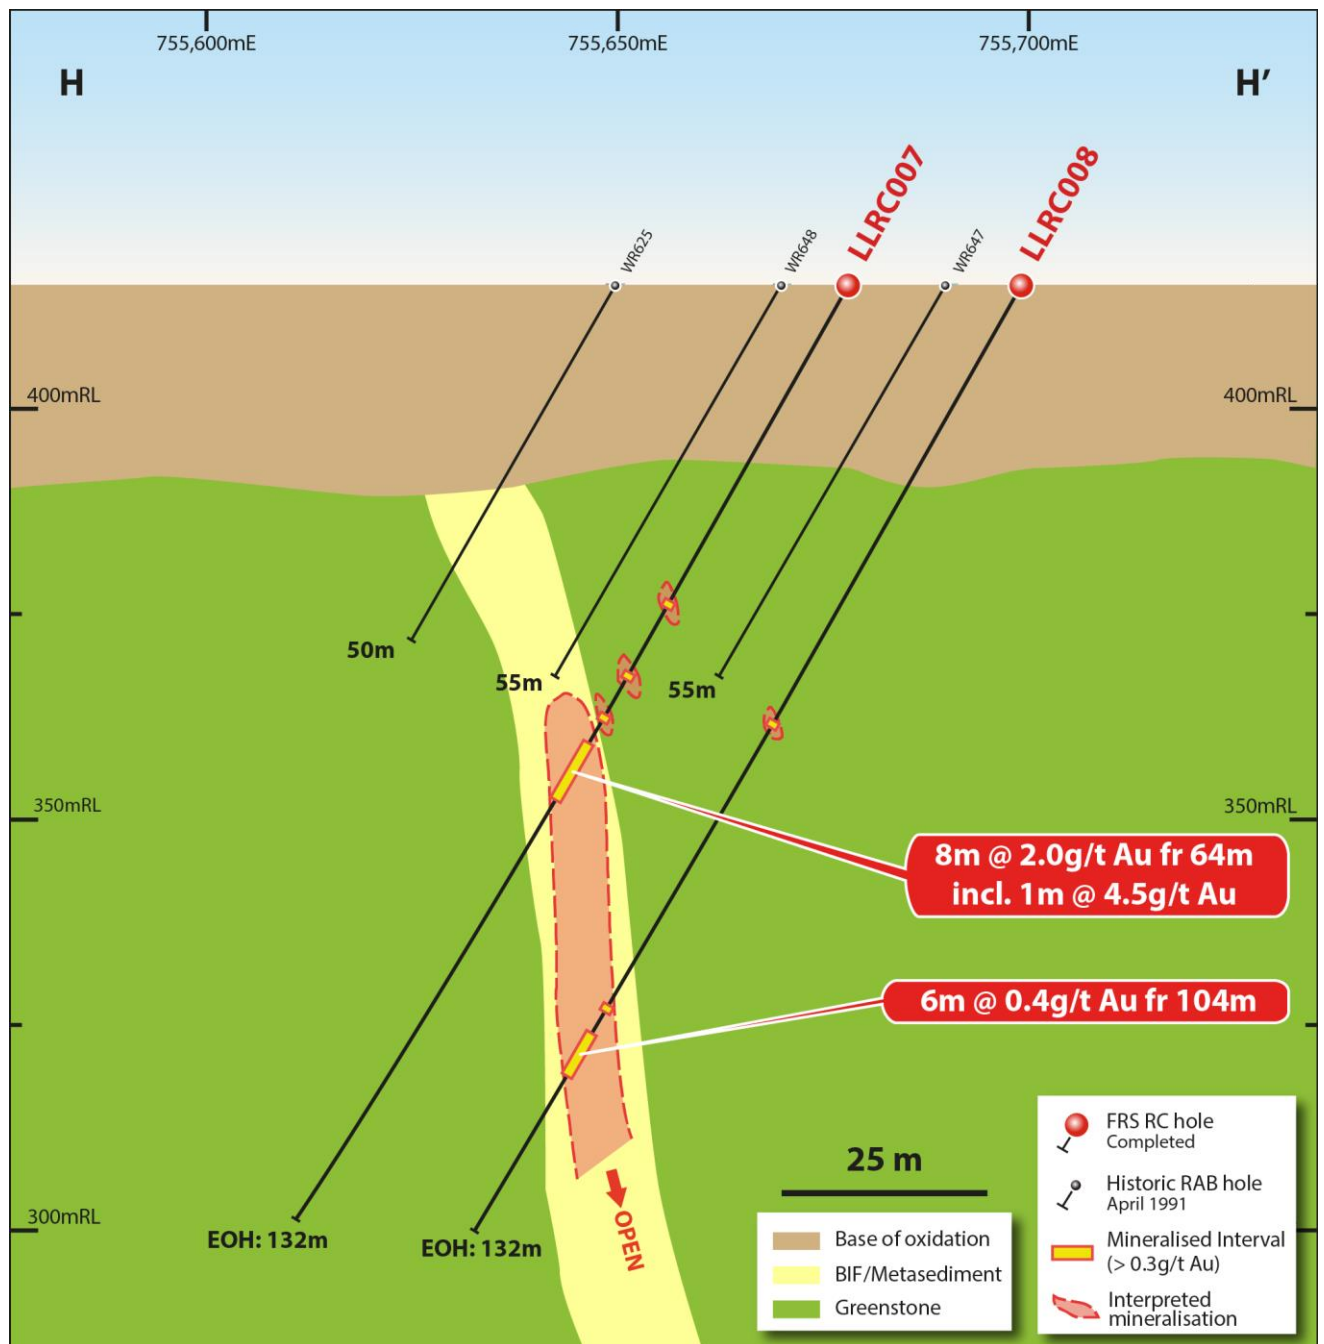 755,600mE
755,650mE
755,700mE
H
H′
LLRC007
LLRC008
WR625
WR648
WR647
400mRL
400mRL
50m
55m
55m
350mRL
350mRL
8m @ 2.0g/t Au fr 64m
incl. 1m @ 4.5g/t Au
6m @ 0.4g/t Au fr 104m
300mRL
EOH: 132m
EOH: 132m
OPEN
25 m
Base of oxidation
BIF/Metasediment
Greenstone
FRS RC hole
Completed
Historic RAB hole
April 1991
Mineralised Interval
(> 0.3g/t Au)
Interpreted
mineralisation